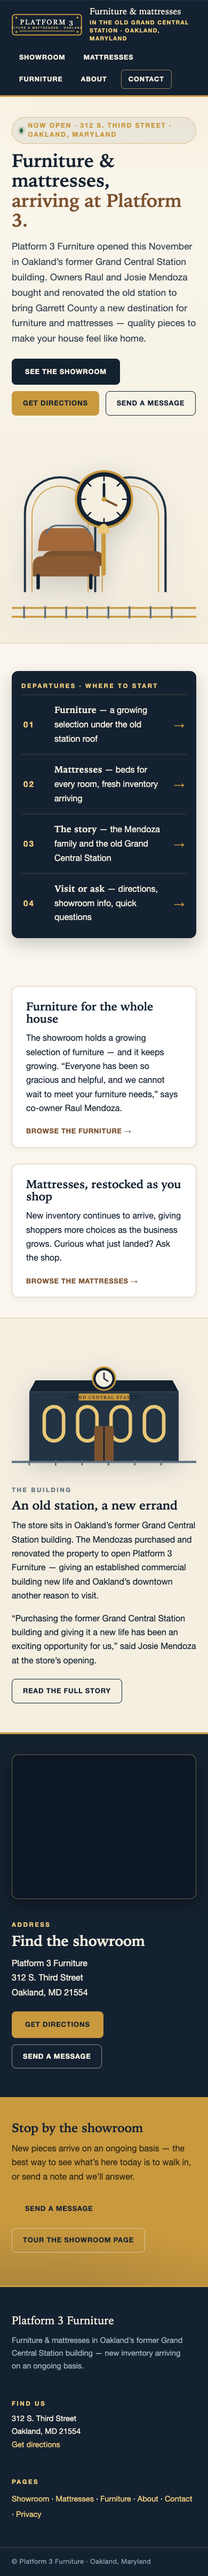 PLATFORM 3
Furniture & mattresses
IN THE OLD GRAND CENTRAL
STATION · OAKLAND,
MARYLAND
SHOWROOM
MATTRESSES
FURNITURE
ABOUT
CONTACT
NOW OPEN · 312 S. THIRD STREET ·
OAKLAND, MARYLAND
Furniture &
mattresses,
arriving at Platform
3.
Platform 3 Furniture opened this November
in Oakland’s former Grand Central Station
building. Owners Raul and Josie Mendoza
bought and renovated the old station to
bring Garrett County a new destination for
furniture and mattresses — quality pieces to
make your house feel like home.
SEE THE SHOWROOM
GET DIRECTIONS
SEND A MESSAGE
DEPARTURES · WHERE TO START
01
Furniture — a growing
selection under the old
station roof
→
02
Mattresses — beds for
every room, fresh inventory
arriving
→
03
The story — the Mendoza
family and the old Grand
Central Station
→
04
Visit or ask — directions,
showroom info, quick
questions
→
Furniture for the whole
house
The showroom holds a growing
selection of furniture — and it keeps
growing. “Everyone has been so
gracious and helpful, and we cannot
wait to meet your furniture needs,” says
co-owner Raul Mendoza.
BROWSE THE FURNITURE →
Mattresses, restocked as you
shop
New inventory continues to arrive, giving
shoppers more choices as the business
grows. Curious what just landed? Ask
the shop.
BROWSE THE MATTRESSES →
THE BUILDING
An old station, a new errand
The store sits in Oakland’s former Grand Central
Station building. The Mendozas purchased and
renovated the property to open Platform 3
Furniture — giving an established commercial
building new life and Oakland’s downtown
another reason to visit.
“Purchasing the former Grand Central Station
building and giving it a new life has been an
exciting opportunity for us,” said Josie Mendoza
at the store’s opening.
READ THE FULL STORY
ADDRESS
Find the showroom
Platform 3 Furniture
312 S. Third Street
Oakland, MD 21554
GET DIRECTIONS
SEND A MESSAGE
Stop by the showroom
New pieces arrive on an ongoing basis — the
best way to see what’s here today is to walk in,
or send a note and we’ll answer.
SEND A MESSAGE
TOUR THE SHOWROOM PAGE
Platform 3 Furniture
Furniture & mattresses in Oakland’s former Grand
Central Station building — new inventory arriving
on an ongoing basis.
FIND US
312 S. Third Street
Oakland, MD 21554
Get directions
PAGES
Showroom · Mattresses · Furniture · About · Contact
· Privacy
© Platform 3 Furniture · Oakland, Maryland